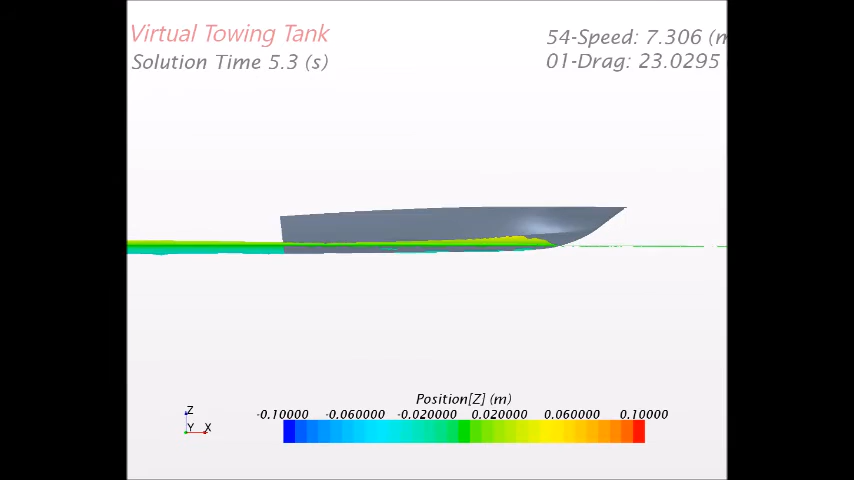 Virtual Towing Tank
Solution Time 5.3 (s)
54-Speed: 7.306 (m
01-Drag: 23.0295
Position[Z] (m)
-0.10000 -0.060000 -0.020000 0.020000 0.060000 0.10000
Z
Y X